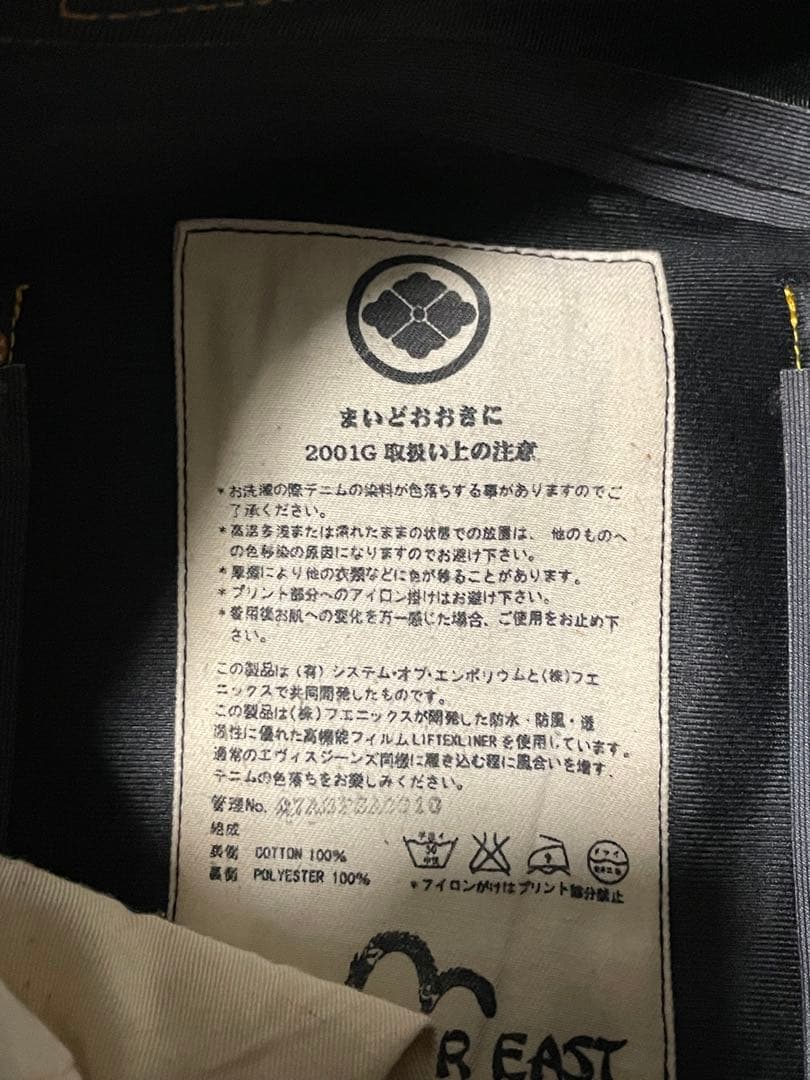 まいどおおきに
2001G 取扱い上の注意
*お洗濯の際デニムの染料が色落ちする事がありますのでご
了承ください。
*高温多湿または濡れたままの状態での放置は、他のものへ
の色移染の原因になりますのでお避け下さい。
*摩擦により他の衣類などに色が移ることがあります。
*プリント部分へのアイロン掛けはお避け下さい。
*着用後お肌への変化を万一感じた場合、ご使用をお止め下
さい。
この製品は(有)システム・オブ・エンポリウムと(株)フエ
ニックスで共同開発したものです。
この製品は(株)フエニックスが開発した防水・防風・透
湿性に優れた高機能フィルムLIFTEXLINERを使用しています。
通常のエヴィスジーンズ同様に履き込む程に風合いを増す、
デニムの色落ちをお楽しみください。
管理No.
組成
表側 COTTON 100%
裏側 POLYESTER 100%
手洗イ
30
中性
*アイロンがけはプリント部分禁止
R EAST